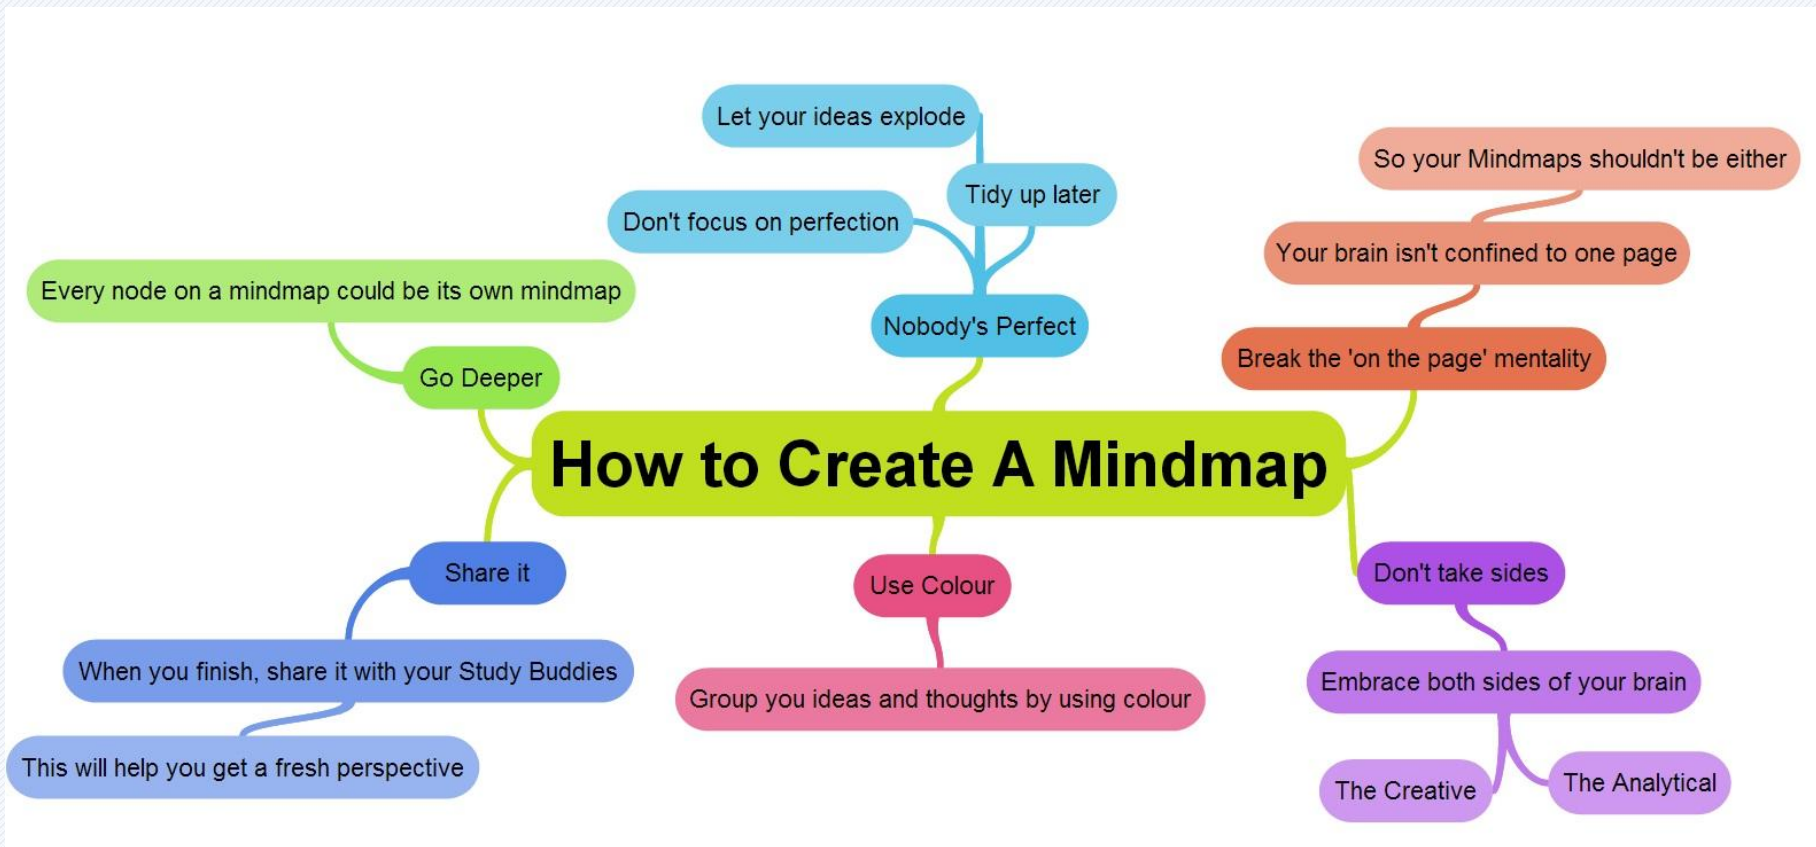 Let your ideas explode
So your Mindmaps shouldn't be either
Tidy up later
Don't focus on perfection
Your brain isn't confined to one page
Every node on a mindmap could be its own mindmap
Nobody's Perfect
Break the 'on the page' mentality
Go Deeper
How to Create A Mindmap
Share it
Use Colour
Don't take sides
When you finish, share it with your Study Buddies
Group you ideas and thoughts by using colour
Embrace both sides of your brain
This will help you get a fresh perspective
The Creative
The Analytical